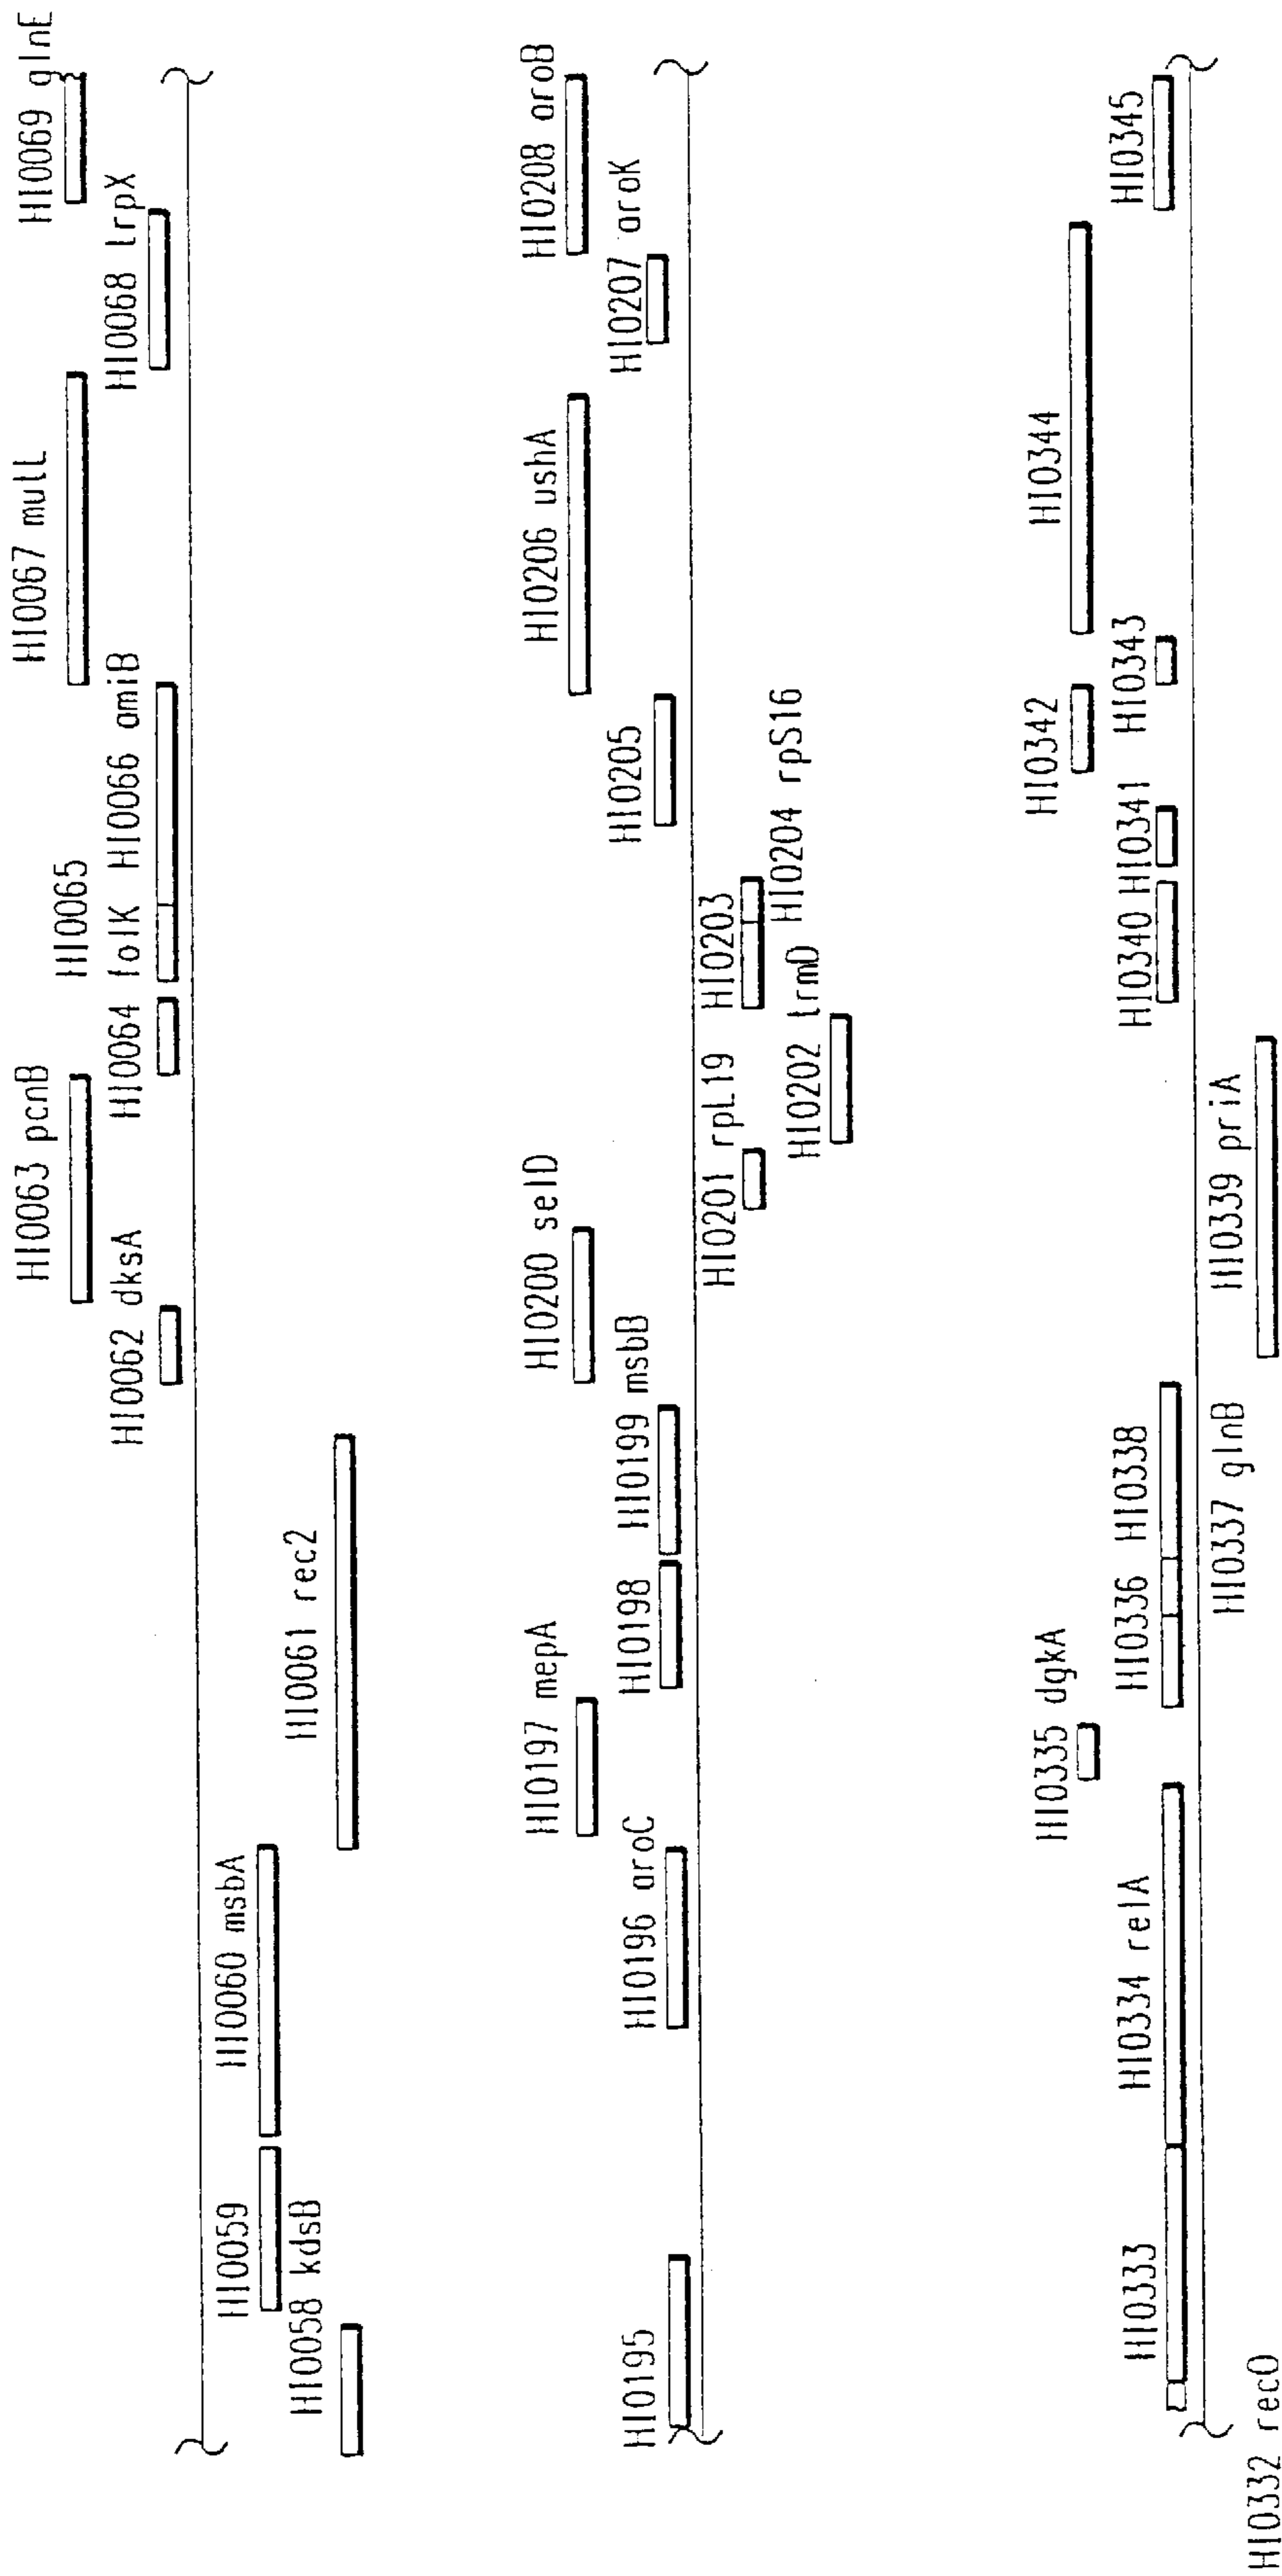 HI0058 kdsB
HI0059
HI0060 msbA
HI0061 rec2
HI0062 dksA
HI0063 pcnB
HI0064 folK
HI0065
HI0066 amiB
HI0067 mutL
HI0068 trpX
HI0069 glnE
HI0195
HI0196 aroC
HI0197 mepA
HI0198
HI0199 msbB
HI0200 selD
HI0201 rpL19
HI0202 trmD
HI0203
HI0204 rpS16
HI0205
HI0206 ushA
HI0207 aroK
HI0208 aroB
HI0332 recO
HI0333
HI0334 relA
HI0335 dgkA
HI0336
HI0337 glnB
HI0338
HI0339 priA
HI0340
HI0341
HI0342
HI0343
HI0344
HI0345